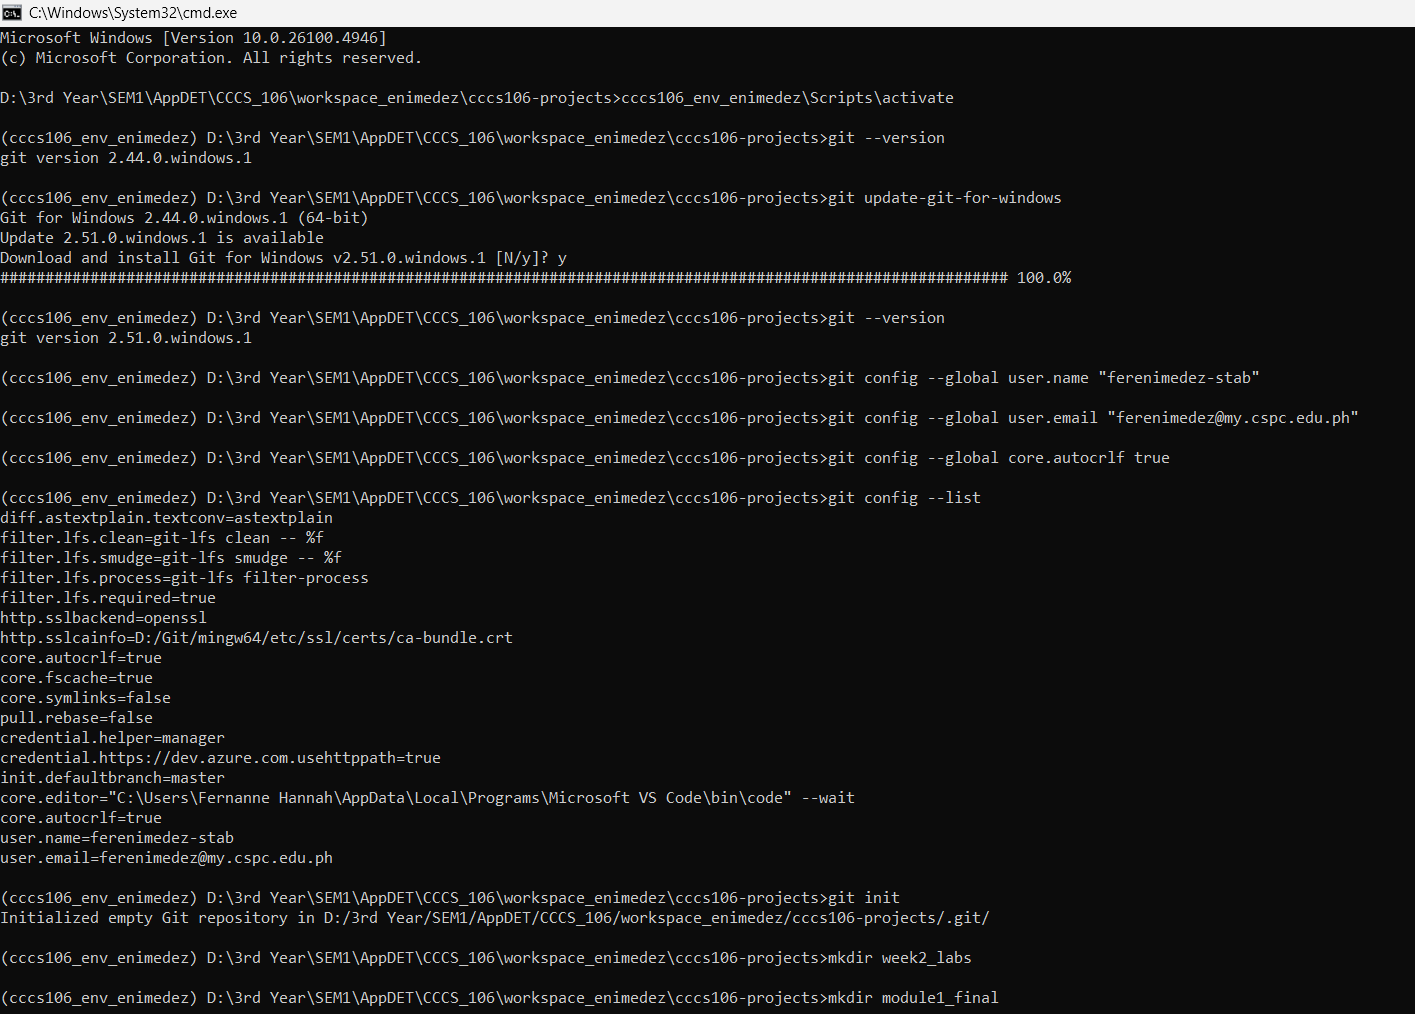 C:\Windows\System32\cmd.exe
Microsoft Windows [Version 10.0.26100.4946]
(c) Microsoft Corporation. All rights reserved.
D:\3rd Year\SEM1\AppDET\CCCS_106\workspace_enimedez\cccs106-projects>cccs106_env_enimedez\Scripts\activate
(cccs106_env_enimedez) D:\3rd Year\SEM1\AppDET\CCCS_106\workspace_enimedez\cccs106-projects>git --version
git version 2.44.0.windows.1
(cccs106_env_enimedez) D:\3rd Year\SEM1\AppDET\CCCS_106\workspace_enimedez\cccs106-projects>git update-git-for-windows
Git for Windows 2.44.0.windows.1 (64-bit)
Update 2.51.0.windows.1 is available
Download and install Git for Windows v2.51.0.windows.1 [N/y]? y
################################################################################################################ 100.0%
(cccs106_env_enimedez) D:\3rd Year\SEM1\AppDET\CCCS_106\workspace_enimedez\cccs106-projects>git --version
git version 2.51.0.windows.1
(cccs106_env_enimedez) D:\3rd Year\SEM1\AppDET\CCCS_106\workspace_enimedez\cccs106-projects>git config --global user.name "ferenimedez-stab"
(cccs106_env_enimedez) D:\3rd Year\SEM1\AppDET\CCCS_106\workspace_enimedez\cccs106-projects>git config --global user.email "ferenimedez@my.cspc.edu.ph"
(cccs106_env_enimedez) D:\3rd Year\SEM1\AppDET\CCCS_106\workspace_enimedez\cccs106-projects>git config --global core.autocrlf true
(cccs106_env_enimedez) D:\3rd Year\SEM1\AppDET\CCCS_106\workspace_enimedez\cccs106-projects>git config --list
diff.astextplain.textconv=astextplain
filter.lfs.clean=git-lfs clean -- %f
filter.lfs.smudge=git-lfs smudge -- %f
filter.lfs.process=git-lfs filter-process
filter.lfs.required=true
http.sslbackend=openssl
http.sslcainfo=D:/Git/mingw64/etc/ssl/certs/ca-bundle.crt
core.autocrlf=true
core.fscache=true
core.symlinks=false
pull.rebase=false
credential.helper=manager
credential.https://dev.azure.com.usehttppath=true
init.defaultbranch=master
core.editor="C:\Users\Fernanne Hannah\AppData\Local\Programs\Microsoft VS Code\bin\code" --wait
core.autocrlf=true
user.name=ferenimedez-stab
user.email=ferenimedez@my.cspc.edu.ph
(cccs106_env_enimedez) D:\3rd Year\SEM1\AppDET\CCCS_106\workspace_enimedez\cccs106-projects>git init
Initialized empty Git repository in D:/3rd Year/SEM1/AppDET/CCCS_106/workspace_enimedez/cccs106-projects/.git/
(cccs106_env_enimedez) D:\3rd Year\SEM1\AppDET\CCCS_106\workspace_enimedez\cccs106-projects>mkdir week2_labs
(cccs106_env_enimedez) D:\3rd Year\SEM1\AppDET\CCCS_106\workspace_enimedez\cccs106-projects>mkdir module1_final